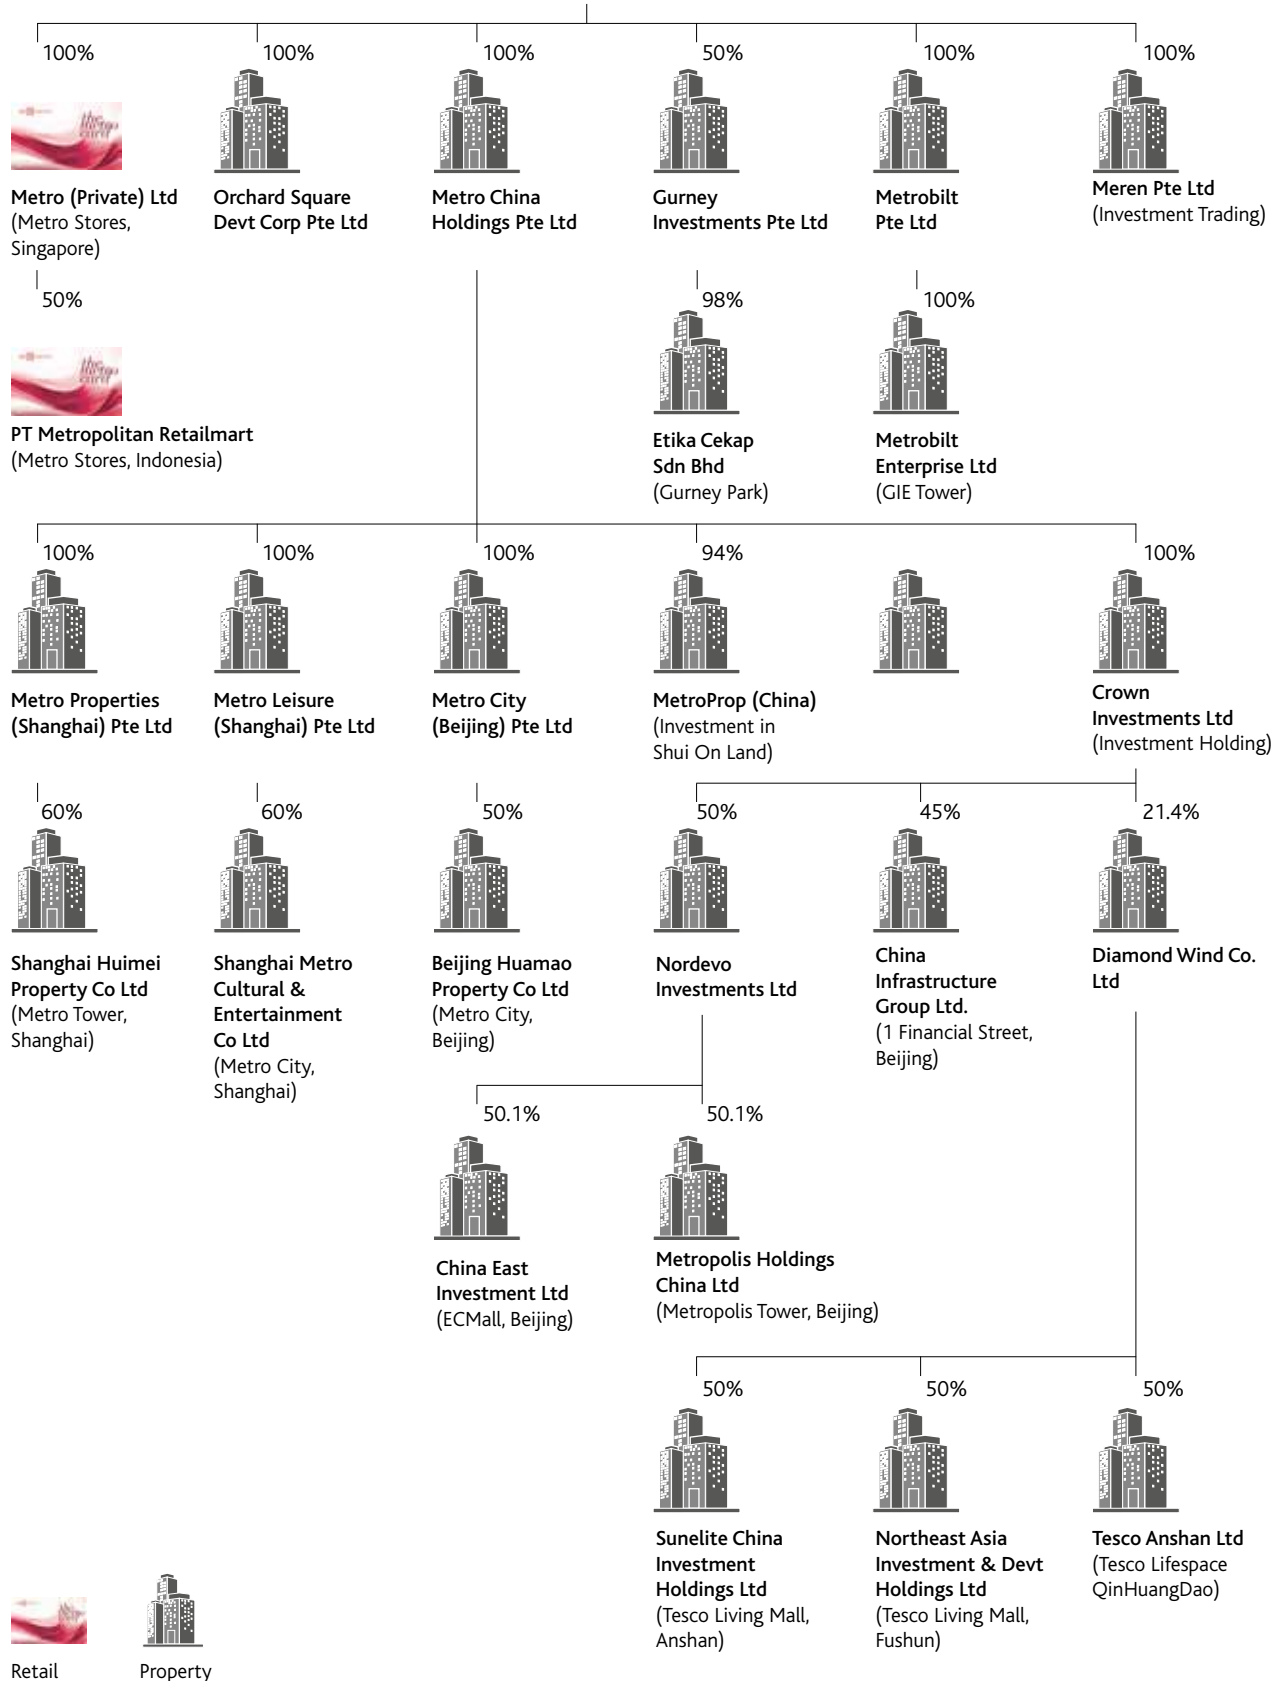 100%
100%
100%
50%
100%
100%
Metro (Private) Ltd
(Metro Stores,
Singapore)
Orchard Square
Devt Corp Pte Ltd
Metro China
Holdings Pte Ltd
Gurney
Investments Pte Ltd
Metrobilt
Pte Ltd
Meren Pte Ltd
(Investment Trading)
50%
98%
100%
PT Metropolitan Retailmart
(Metro Stores, Indonesia)
Etika Cekap
Sdn Bhd
(Gurney Park)
Metrobilt
Enterprise Ltd
(GIE Tower)
100%
100%
100%
94%
100%
Metro Properties
(Shanghai) Pte Ltd
Metro Leisure
(Shanghai) Pte Ltd
Metro City
(Beijing) Pte Ltd
MetroProp (China)
(Investment in
Shui On Land)
Crown
Investments Ltd
(Investment Holding)
60%
60%
50%
50%
45%
21.4%
Shanghai Huimei
Property Co Ltd
(Metro Tower,
Shanghai)
Shanghai Metro
Cultural &
Entertainment
Co Ltd
(Metro City,
Shanghai)
Beijing Huamao
Property Co Ltd
(Metro City,
Beijing)
Nordevo
Investments Ltd
China
Infrastructure
Group Ltd.
(1 Financial Street,
Beijing)
Diamond Wind Co.
Ltd
50.1%
50.1%
China East
Investment Ltd
(ECMall, Beijing)
Metropolis Holdings
China Ltd
(Metropolis Tower, Beijing)
50%
50%
50%
Sunelite China
Investment
Holdings Ltd
(Tesco Living Mall,
Anshan)
Northeast Asia
Investment & Devt
Holdings Ltd
(Tesco Living Mall,
Fushun)
Tesco Anshan Ltd
(Tesco Lifespace
QinHuangDao)
Retail
Property